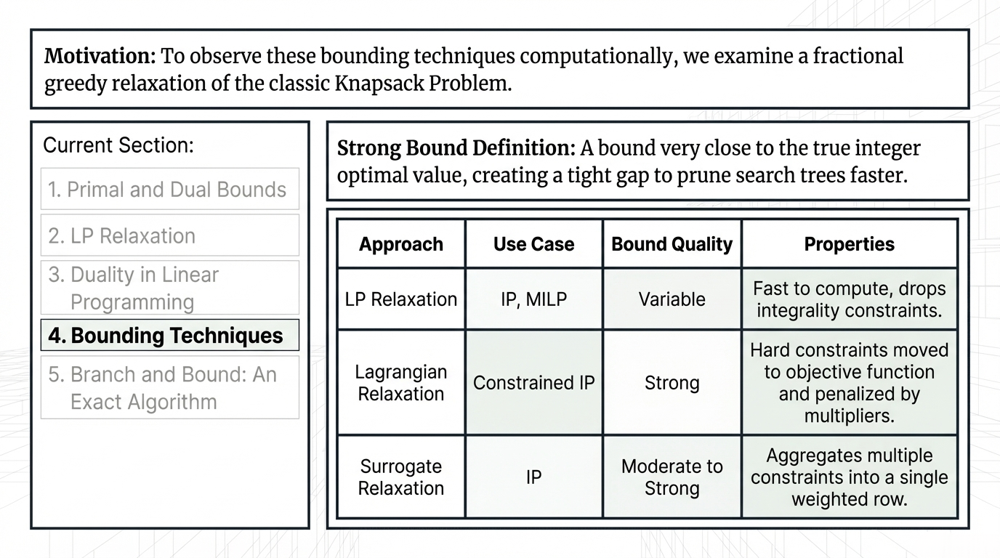 Motivation: To observe these bounding techniques computationally, we examine a fractional
greedy relaxation of the classic Knapsack Problem.
Current Section:
1. Primal and Dual Bounds
2. LP Relaxation
3. Duality in Linear
Programming
4. Bounding Techniques
5. Branch and Bound: An
Exact Algorithm
Strong Bound Definition: A bound very close to the true integer
optimal value, creating a tight gap to prune search trees faster.
Approach
Use Case
Bound Quality
Properties
LP Relaxation
IP, MILP
Variable
Fast to compute, drops
integrality constraints.
Lagrangian
Relaxation
Constrained IP
Strong
Hard constraints moved
to objective function
and penalized by
multipliers.
Surrogate
Relaxation
IP
Moderate to
Strong
Aggregates multiple
constraints into a single
weighted row.